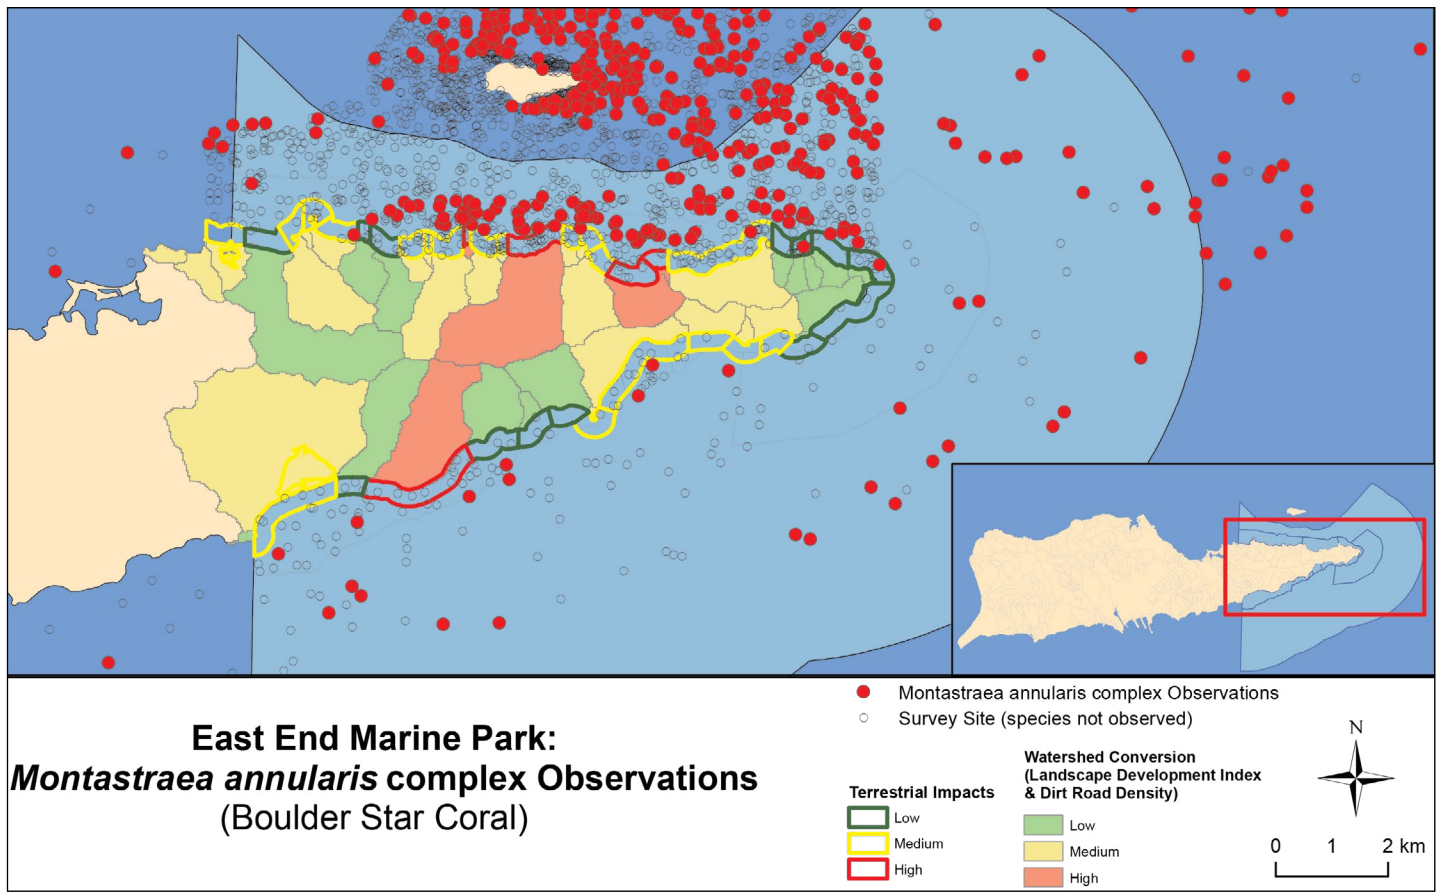 East End Marine Park:
Montastraea annularis complex Observations
(Boulder Star Coral)
Montastraea annularis complex Observations
Survey Site (species not observed)
Terrestrial Impacts
Low
Medium
High
Watershed Conversion
(Landscape Development Index
& Dirt Road Density)
Low
Medium
High
N
0 1 2 km